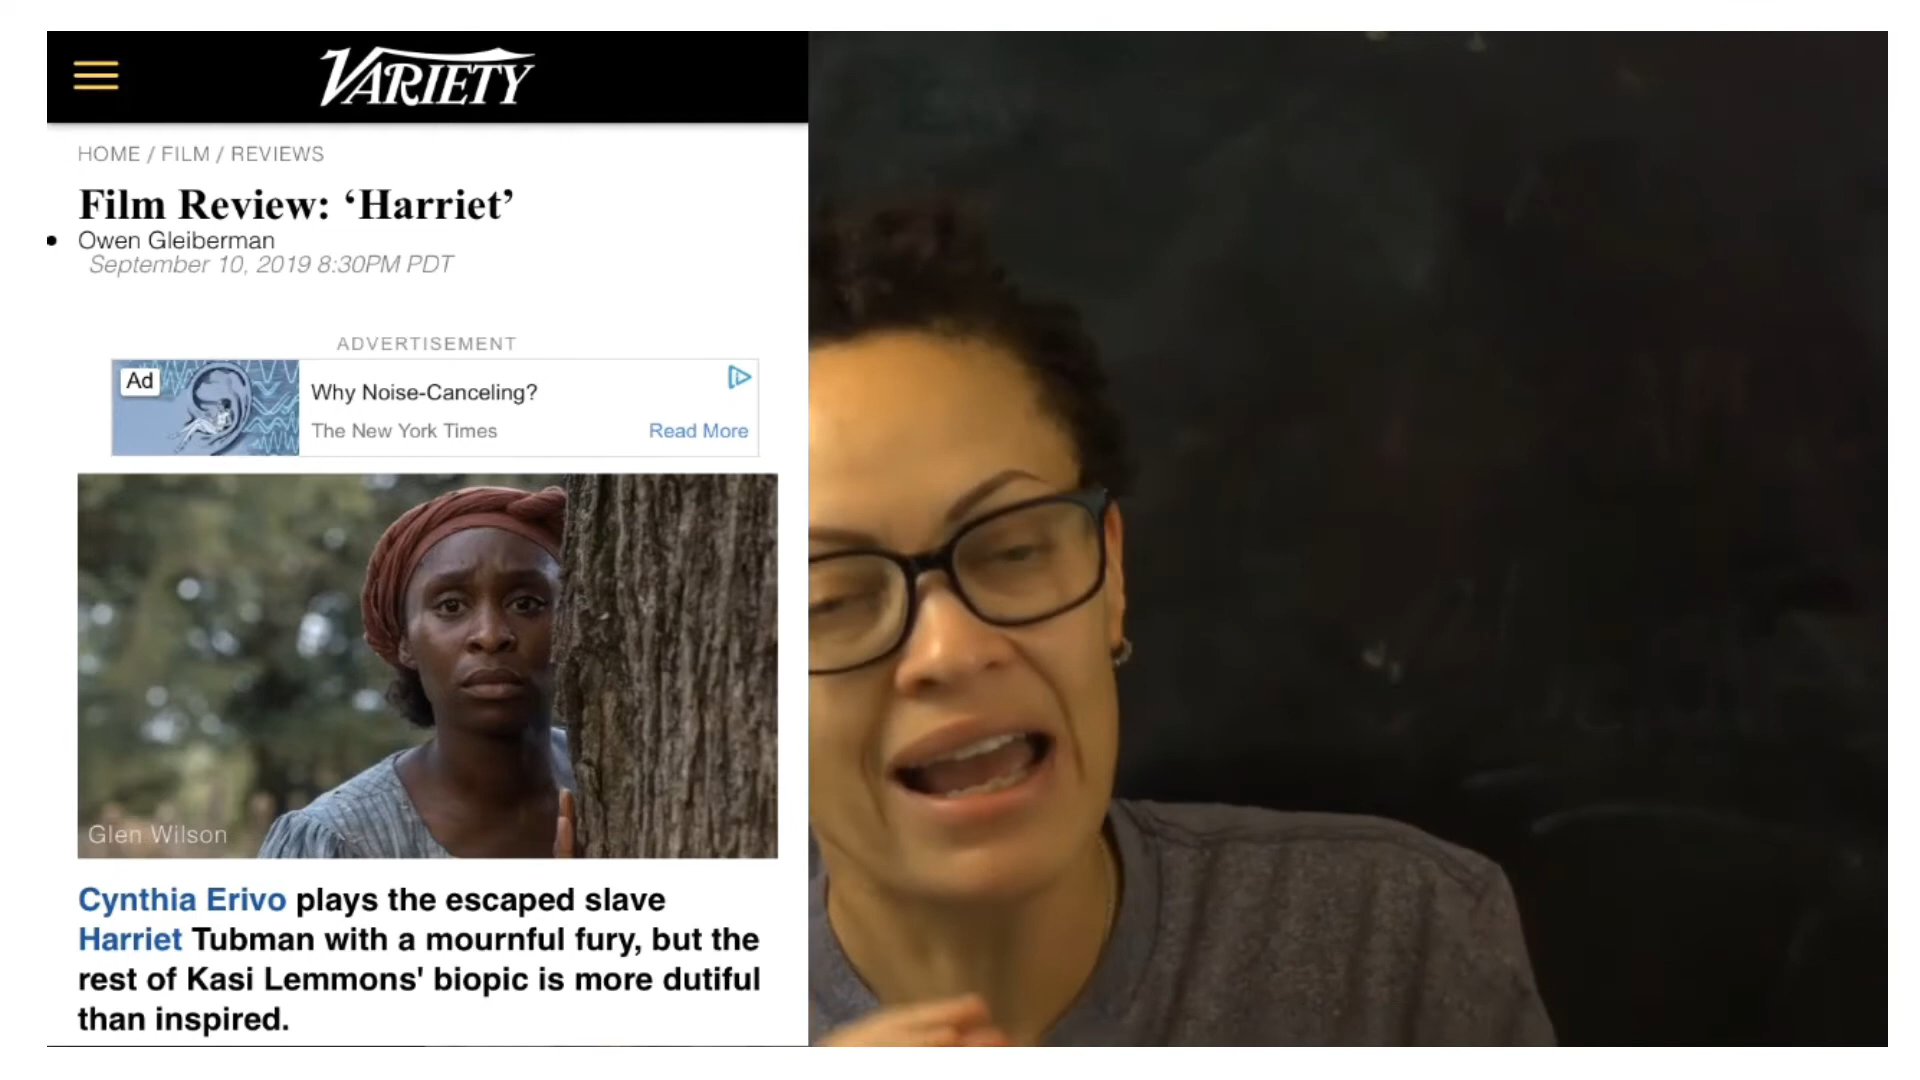 VARIETY
HOME / FILM / REVIEWS
Film Review: ‘Harriet’
• Owen Gleiberman
September 10, 2019 8:30PM PDT
ADVERTISEMENT
Ad
Why Noise-Canceling?
The New York Times
Read More
Glen Wilson
Cynthia Erivo plays the escaped slave
Harriet Tubman with a mournful fury, but the
rest of Kasi Lemmons' biopic is more dutiful
than inspired.